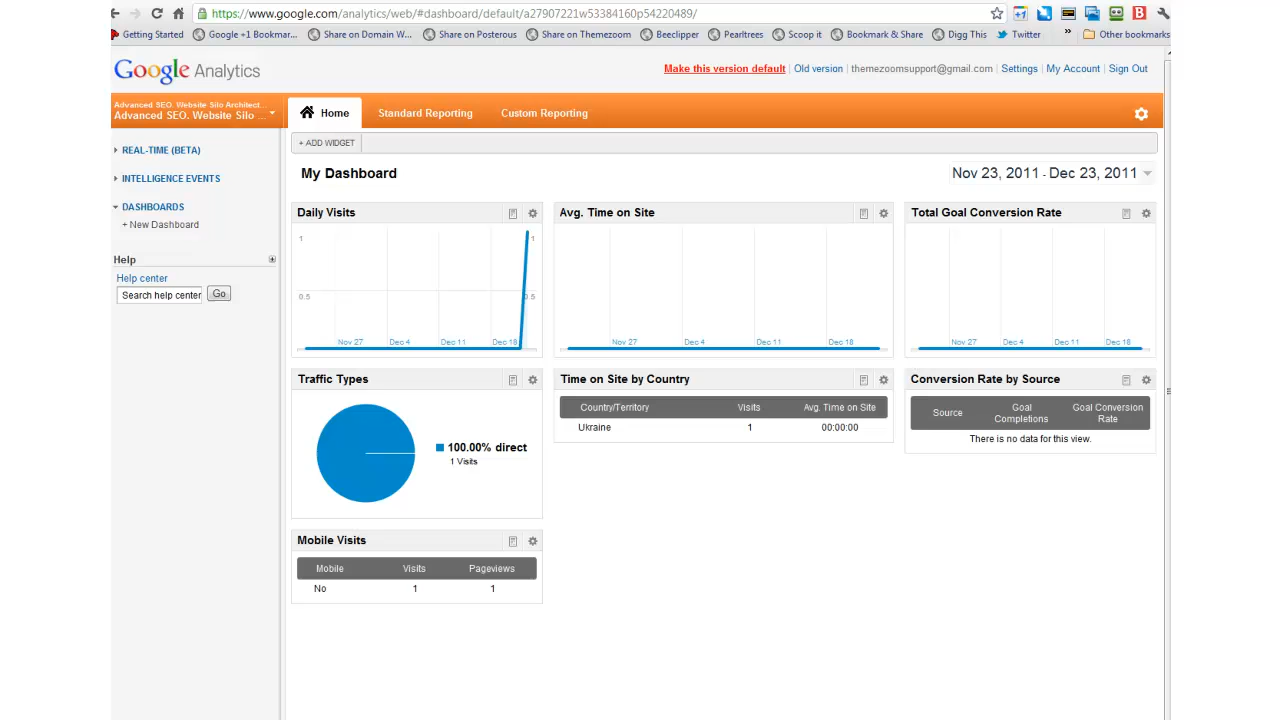 https://www.google.com/analytics/web/#dashboard/default/a27907221w53384160p54220489/
Getting Started Google +1 Bookmar... Share on Domain W... Share on Posterous Share on Themezoom Beeclipper Pearltrees Scoop it Bookmark & Share Digg This Twitter » Other bookmarks
Google Analytics
Make this version default | Old version | themezoomsupport@gmail.com | Settings | My Account | Sign Out
Advanced SEO. Website Silo Architect...
Advanced SEO. Website Silo ...
Home Standard Reporting Custom Reporting
+ ADD WIDGET
REAL-TIME (BETA)
INTELLIGENCE EVENTS
DASHBOARDS
+ New Dashboard
Help
Help center
Search help center Go
My Dashboard
Nov 23, 2011 - Dec 23, 2011
Daily Visits
1 1
0.5 0.5
Nov 27 Dec 4 Dec 11 Dec 18
Avg. Time on Site
Nov 27 Dec 4 Dec 11 Dec 18
Total Goal Conversion Rate
Nov 27 Dec 4 Dec 11 Dec 18
Traffic Types
100.00% direct
1 Visits
Time on Site by Country
Country/Territory Visits Avg. Time on Site
Ukraine 1 00:00:00
Conversion Rate by Source
Source Goal Completions Goal Conversion Rate
There is no data for this view.
Mobile Visits
Mobile Visits Pageviews
No 1 1